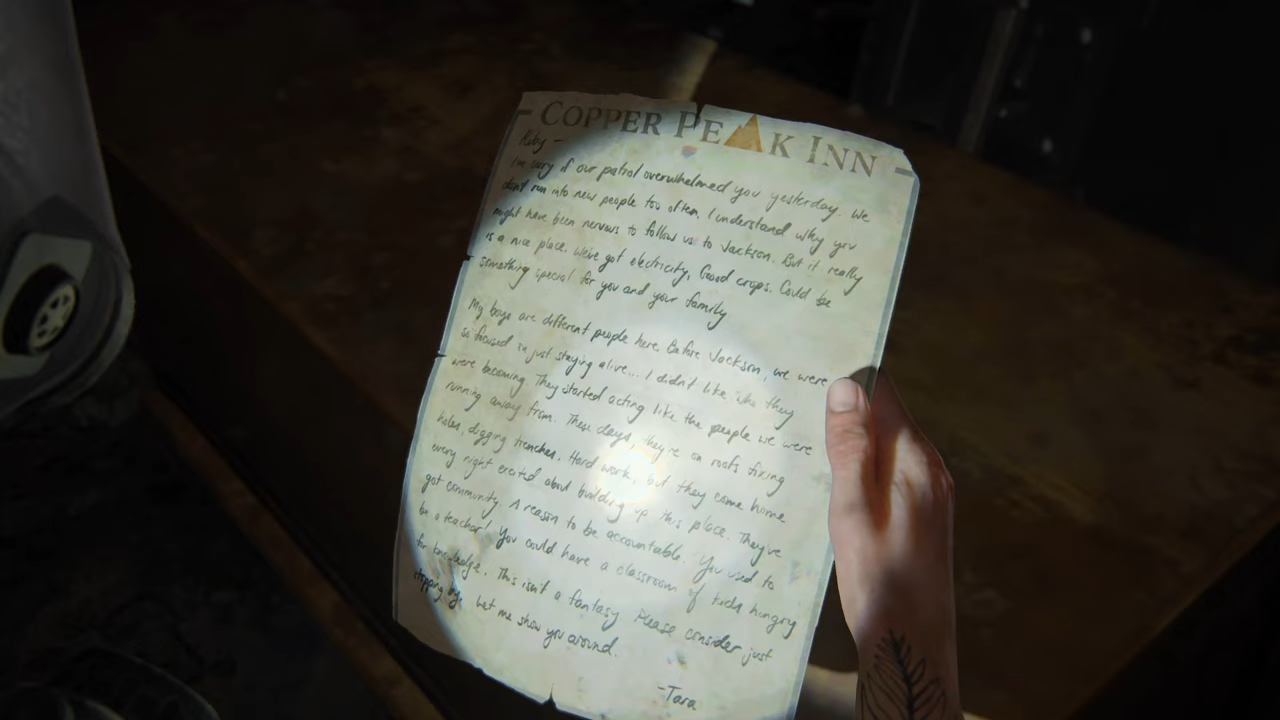 COPPER PEAK INN
Kirby -
I'm sorry if our patrol overwhelmed you yesterday. We
don't run into new people too often. I understand why you
might have been nervous to follow us to Jackson. But it really
is a nice place. We've got electricity, Good crops. Could be
something special for you and your family
My boys are different people here. Before Jackson, we were
so focused in just staying alive... I didn't like who they
were becoming. They started acting like the people we were
running away from. These days, they're on roofs fixing
holes, digging trenches. Hard work, but they come home
every night excited about building up this place. They've
got community. A reason to be accountable. You used to
be a teacher! You could have a classroom of kids hungry
for knowledge. This isn't a fantasy. Please consider just
stopping by. Let me show you around.
-Tara